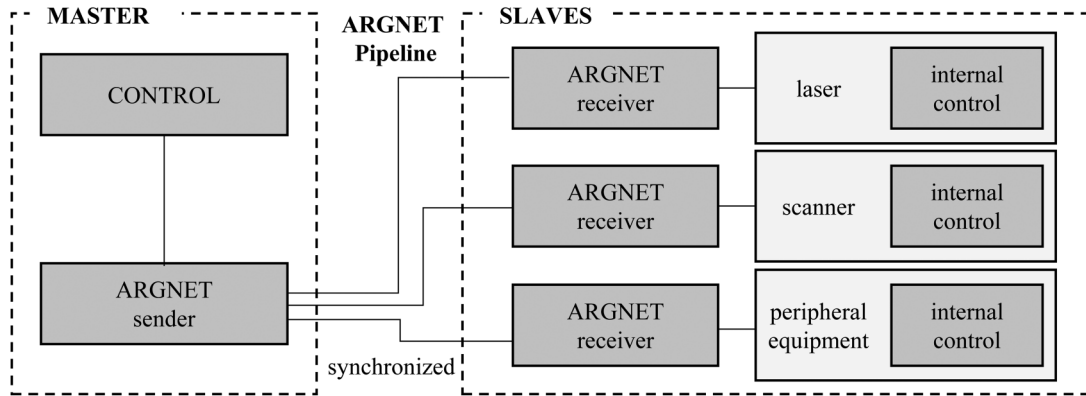 MASTER
CONTROL
ARGNET
sender
ARGNET
Pipeline
synchronized
SLAVES
ARGNET
receiver
laser
internal
control
ARGNET
receiver
scanner
internal
control
ARGNET
receiver
peripheral
equipment
internal
control